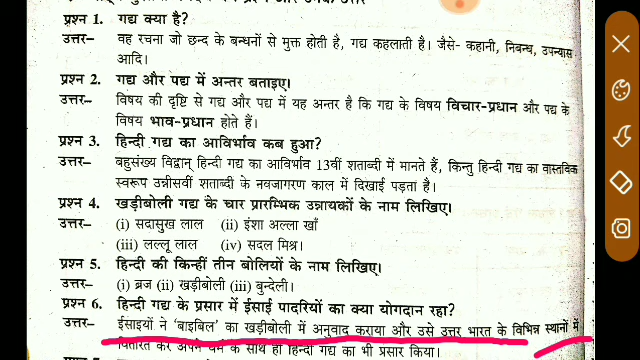 प्रश्न 1. गद्य क्या है?
उत्तर– वह रचना जो छन्द के बन्धनों से मुक्त होती है, गद्य कहलाती है। जैसे- कहानी, निबन्ध, उपन्यास
आदि।
प्रश्न 2. गद्य और पद्य में अन्तर बताइए।
उत्तर– विषय की दृष्टि से गद्य और पद्य में यह अन्तर है कि गद्य के विषय विचार-प्रधान और पद्य के
विषय भाव-प्रधान होते हैं।
प्रश्न 3. हिन्दी गद्य का आविर्भाव कब हुआ?
उत्तर– बहुसंख्य विद्वान् हिन्दी गद्य का आविर्भाव 13वीं शताब्दी में मानते हैं, किन्तु हिन्दी गद्य का वास्तविक
स्वरूप उन्नीसवीं शताब्दी के नवजागरण काल में दिखाई पड़ता है।
प्रश्न 4. खड़ीबोली गद्य के चार प्रारम्भिक उन्नायकों के नाम लिखिए।
उत्तर– (i) सदासुख लाल (ii) इंशा अल्ला खाँ
(iii) लल्लू लाल (iv) सदल मिश्र।
प्रश्न 5. हिन्दी की किन्हीं तीन बोलियों के नाम लिखिए।
उत्तर– (i) ब्रज (ii) खड़ीबोली (iii) बुन्देली।
प्रश्न 6. हिन्दी गद्य के प्रसार में ईसाई पादरियों का क्या योगदान रहा?
उत्तर– ईसाइयों ने 'बाइबिल' का खड़ीबोली में अनुवाद कराया और उसे उत्तर भारत के विभिन्न स्थानों में
वितरित कर अपने धर्म के साथ ही हिन्दी गद्य का भी प्रसार किया।